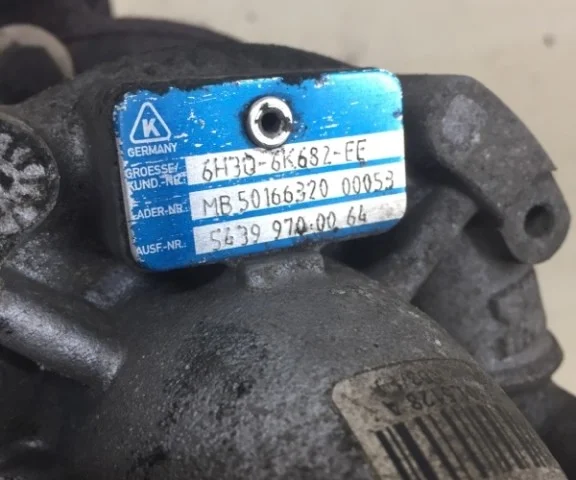 K
GERMANY
GROESSE/
KUND.-NR.: 6H3Q-6K682-EE
LADER-NR.: MB 50166320 00053
AUSF-NR.: 5439 970-00 64